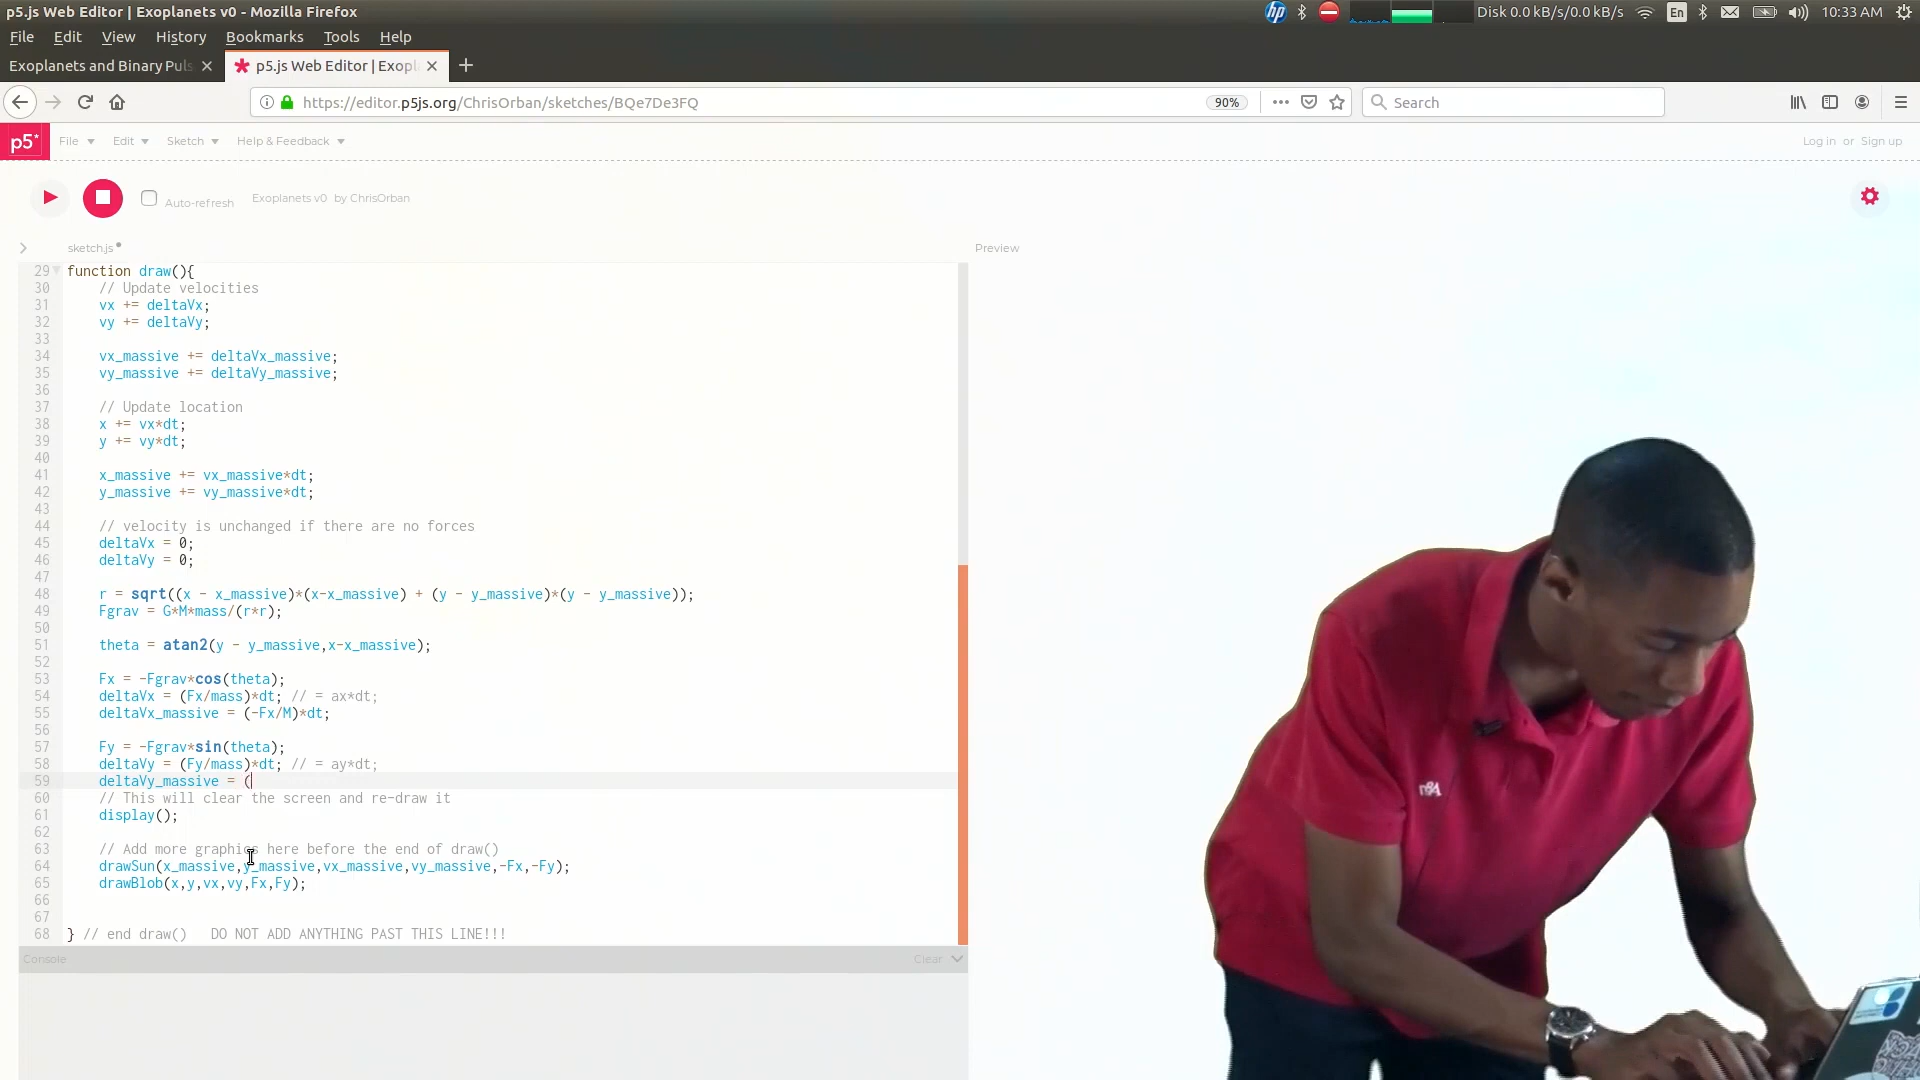 p5.js Web Editor | Exoplanets v0 - Mozilla Firefox
Disk 0.0 kB/s/0.0 kB/s En 10:33 AM
File Edit View History Bookmarks Tools Help
Exoplanets and Binary Puls
p5.js Web Editor | Exopl
https://editor.p5js.org/ChrisOrban/sketches/BQe7De3FQ
90%
Search
p5* File Edit Sketch Help & Feedback
Log in or Sign up
Auto-refresh Exoplanets v0 by ChrisOrban
sketch.js
Preview
29 function draw(){
30 // Update velocities
31 vx += deltaVx;
32 vy += deltaVy;
33
34 vx_massive += deltaVx_massive;
35 vy_massive += deltaVy_massive;
36
37 // Update location
38 x += vx*dt;
39 y += vy*dt;
40
41 x_massive += vx_massive*dt;
42 y_massive += vy_massive*dt;
43
44 // velocity is unchanged if there are no forces
45 deltaVx = 0;
46 deltaVy = 0;
47
48 r = sqrt((x - x_massive)*(x-x_massive) + (y - y_massive)*(y - y_massive));
49 Fgrav = G*M*mass/(r*r);
50
51 theta = atan2(y - y_massive,x-x_massive);
52
53 Fx = -Fgrav*cos(theta);
54 deltaVx = (Fx/mass)*dt; // = ax*dt;
55 deltaVx_massive = (-Fx/M)*dt;
56
57 Fy = -Fgrav*sin(theta);
58 deltaVy = (Fy/mass)*dt; // = ay*dt;
59 deltaVy_massive = (
60 // This will clear the screen and re-draw it
61 display();
62
63 // Add more graphics here before the end of draw()
64 drawSun(x_massive,y_massive,vx_massive,vy_massive,-Fx,-Fy);
65 drawBlob(x,y,vx,vy,Fx,Fy);
66
67
68 } // end draw() DO NOT ADD ANYTHING PAST THIS LINE!!!
Console
Clear